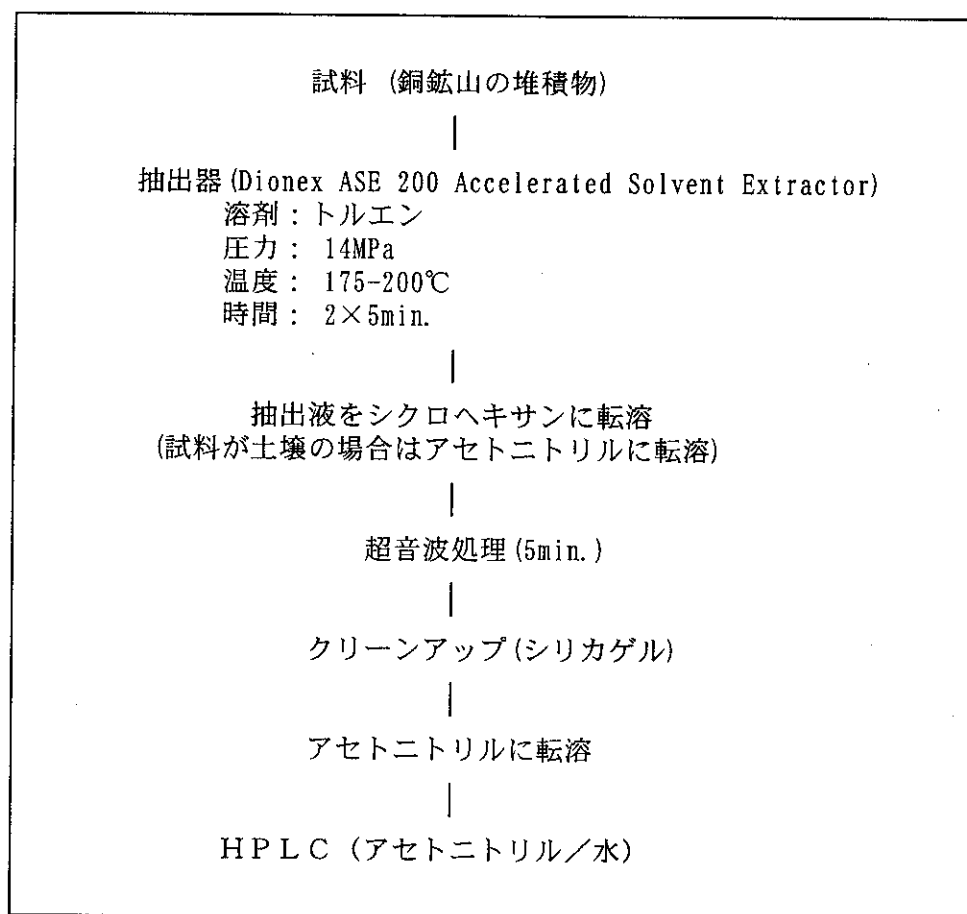 試料 (銅鉱山の堆積物)
抽出器(Dionex ASE 200 Accelerated Solvent Extractor)
溶剤: トルエン
圧力: 14MPa
温度: 175-200℃
時間: 2×5min.
抽出液をシクロヘキサンに転溶
(試料が土壌の場合はアセトニトリルに転溶)
超音波処理(5min.)
クリーンアップ(シリカゲル)
アセトニトリルに転溶
HPLC (アセトニトリル/水)